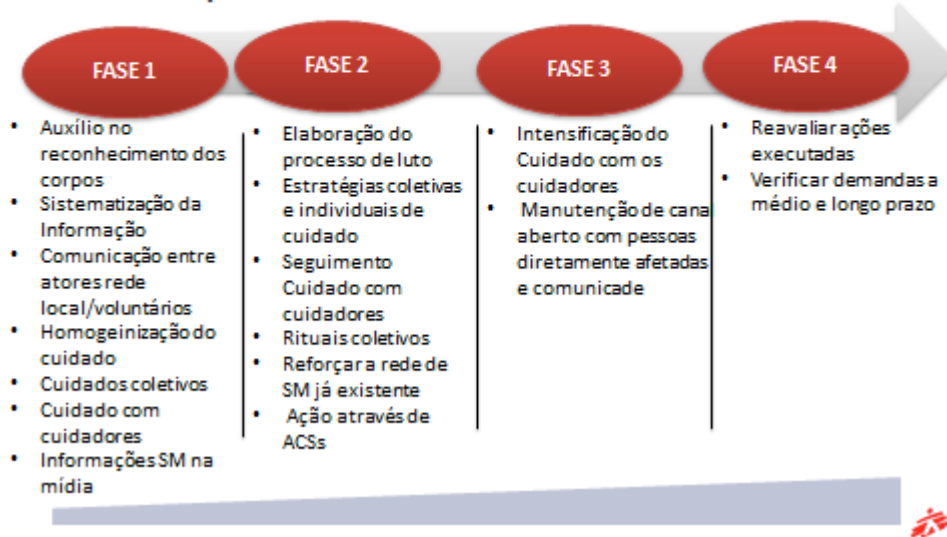 FASE 1
FASE 2
FASE 3
FASE 4
• Auxílio no
reconhecimento dos
corpos
• Sistematização da
Informação
• Comunicação entre
atores rede
local/voluntários
• Homogeinização do
cuidado
• Cuidados coletivos
• Cuidado com
cuidadores
• Informações SM na
mídia
• Elaboração do
processo de luto
• Estratégias coletivas
e individuais de
cuidado
• Seguimento
Cuidado com
cuidadores
• Rituais coletivos
• Reforçar a rede de
SM já existente
• Ação através de
ACSs
• Intensificação do
Cuidado com os
cuidadores
• Manutenção de cana
aberto com pessoas
diretamente afetadas
e comunicade
• Reavaliar ações
executadas
• Verificar demandas a
médio e longo prazo